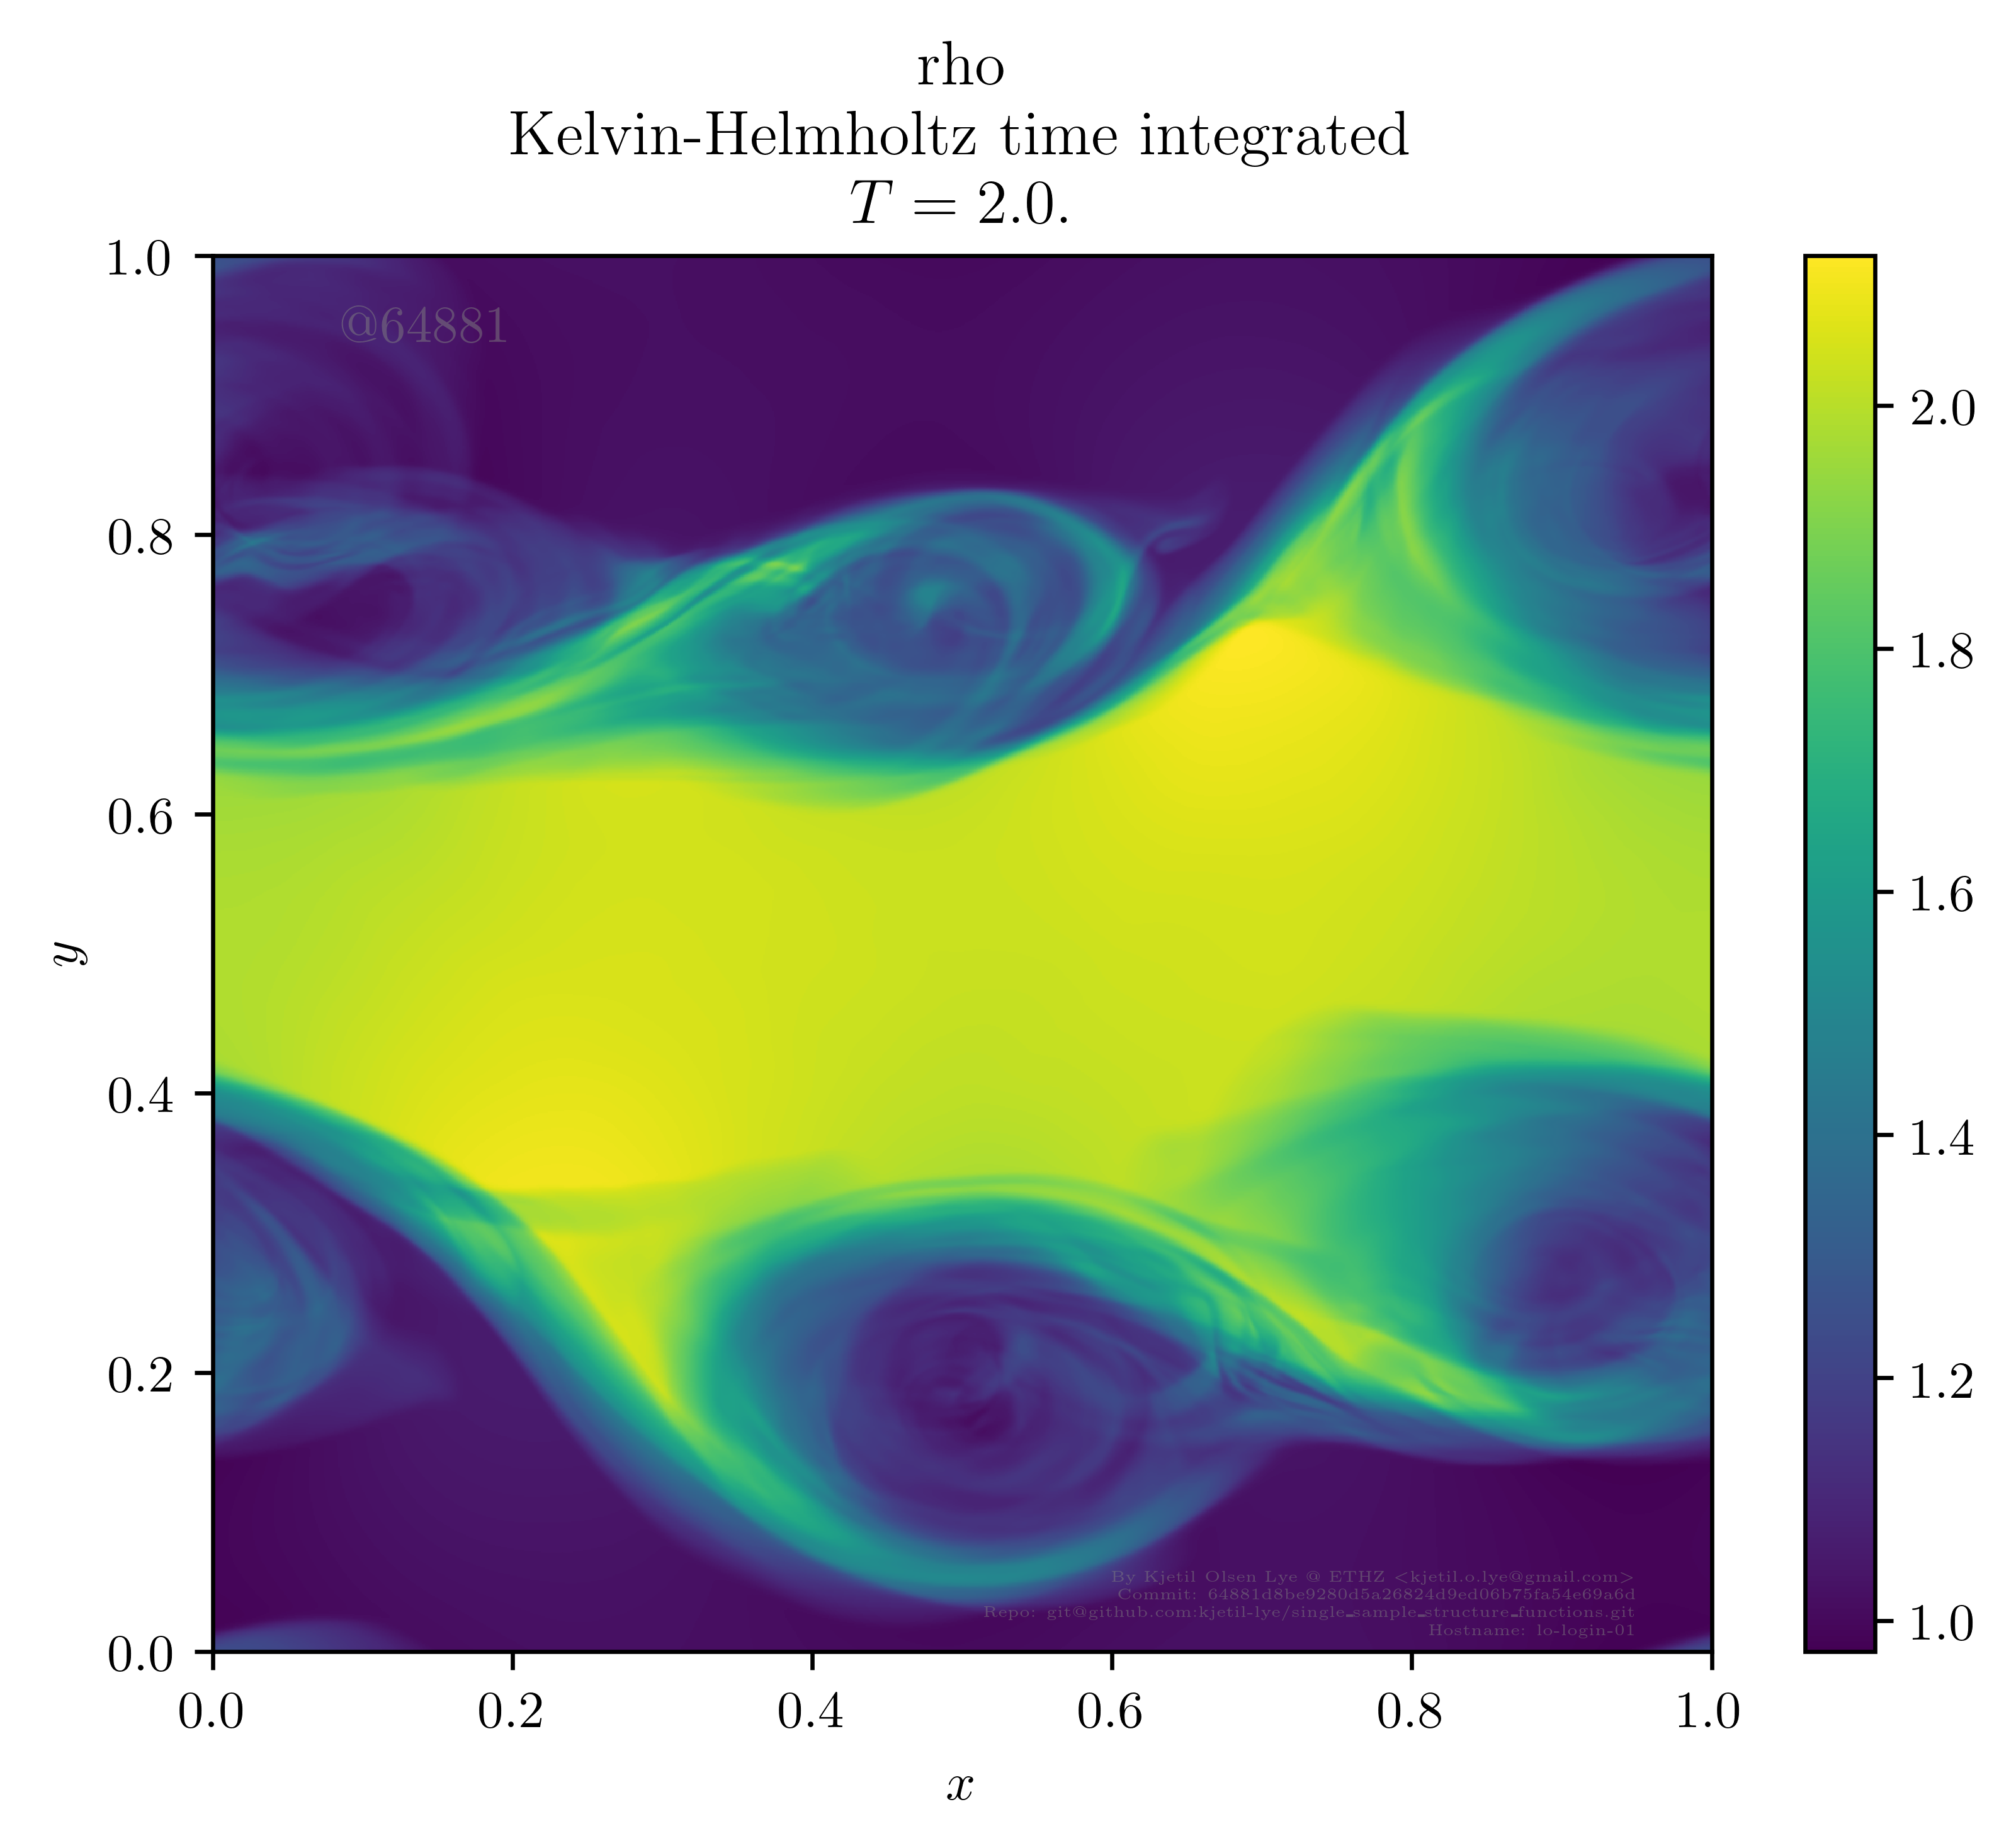 rho
Kelvin-Helmholtz time integrated
T = 2.0.
1.0
0.8
0.6
0.4
0.2
0.0
y
@64881
By Kjetil Olsen Lye @ ETHZ <kjetil.o.lye@gmail.com>
Commit: 64881d8be9280d5a26824d9ed06b75fa54e69a6d
Repo: git@github.com:kjetil-lye/single_sample_structure_functions.git
Hostname: lo-login-01
0.0 0.2 0.4 0.6 0.8 1.0
x
2.0
1.8
1.6
1.4
1.2
1.0